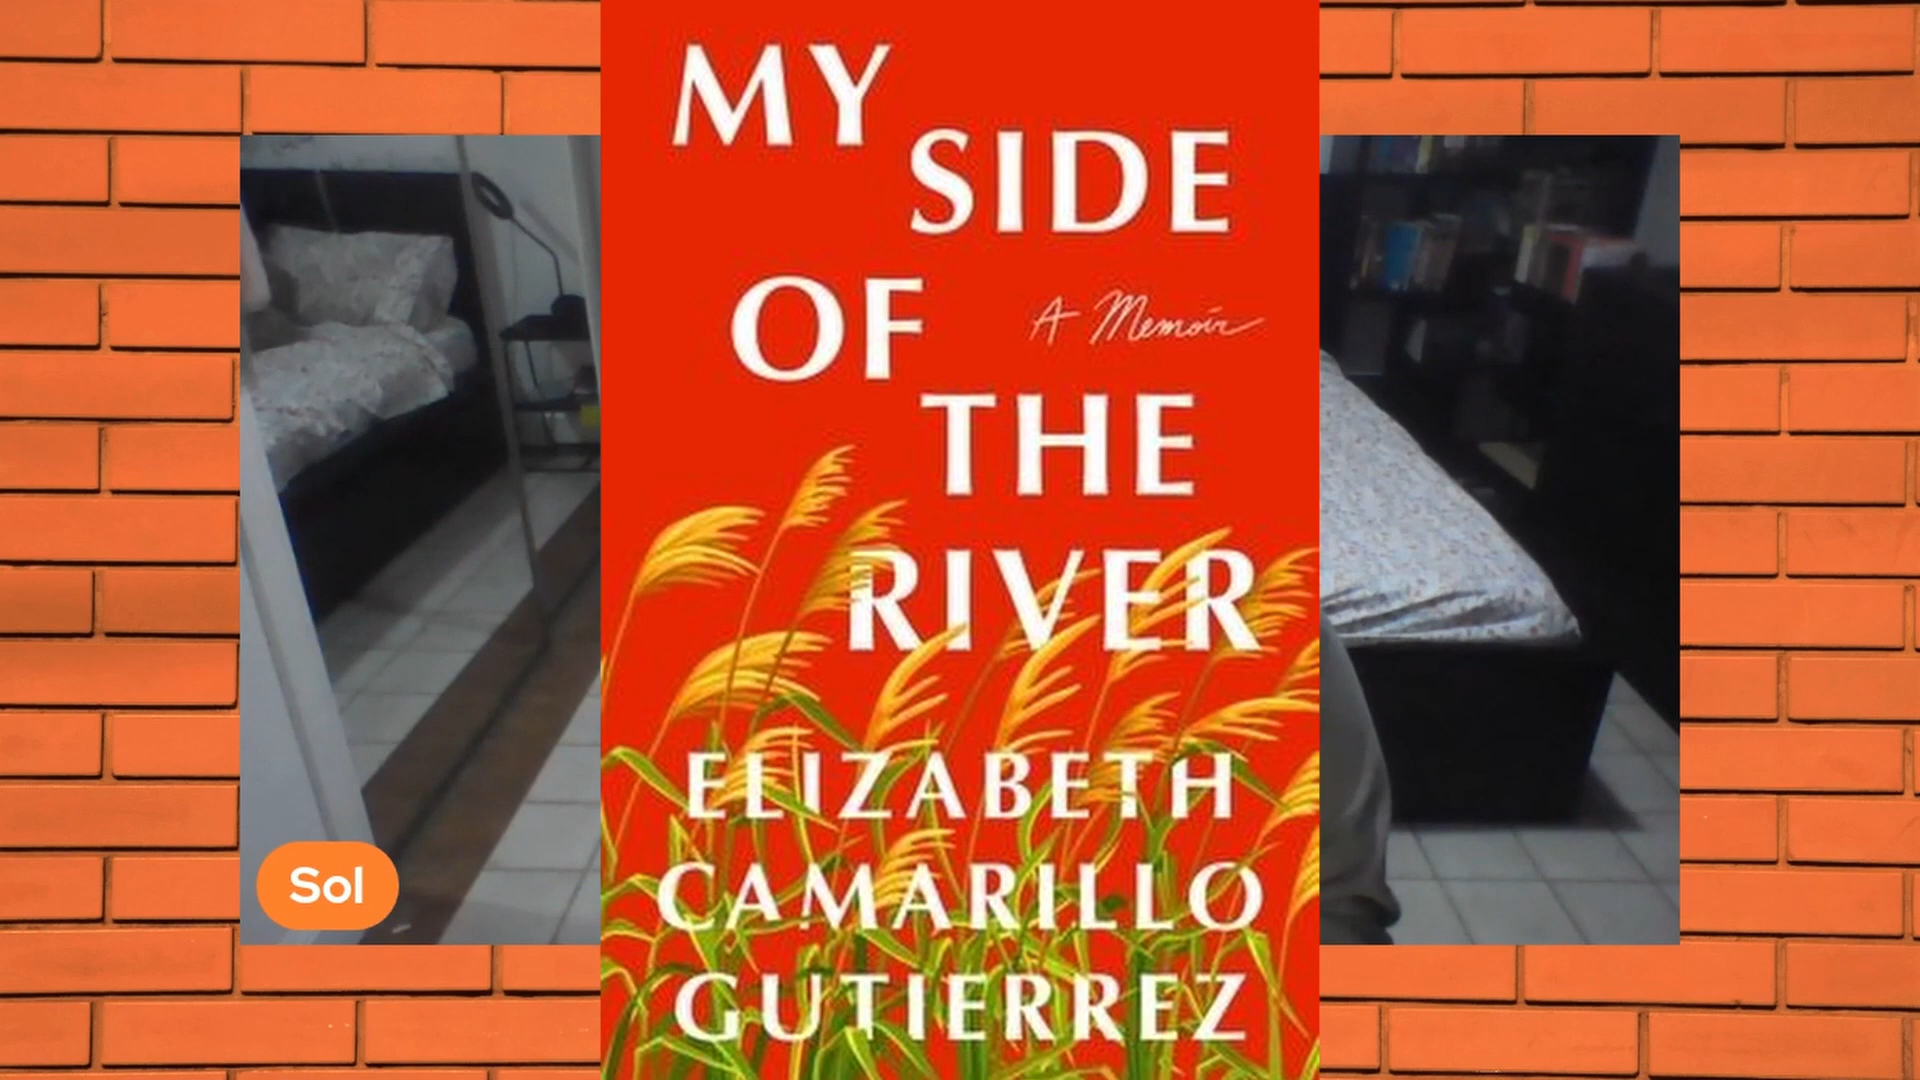 MY
SIDE
OF
A Memoir
THE
RIVER
ELIZABETH
CAMARILLO
GUTIERREZ
Sol